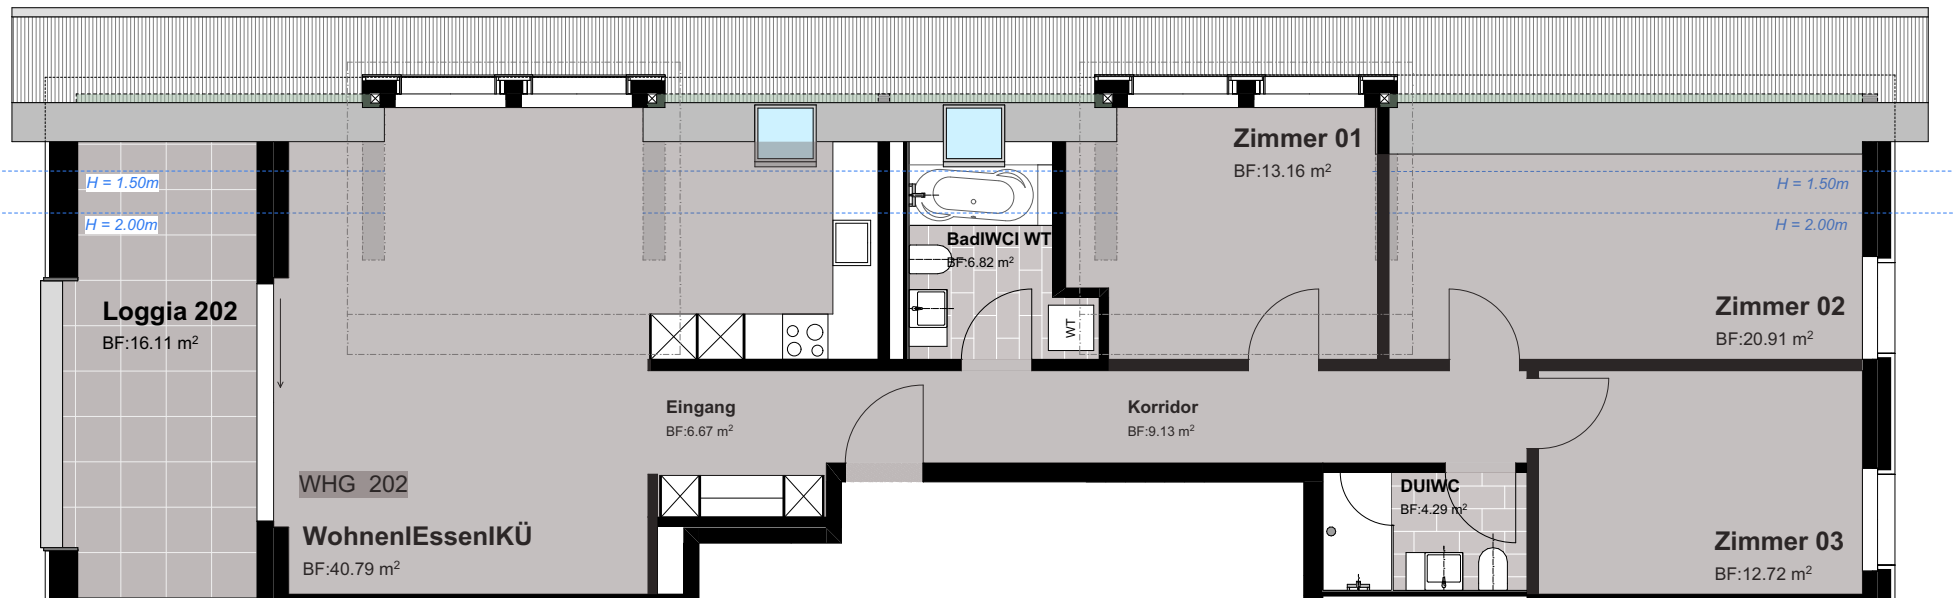 H = 1.50m
H = 2.00m
Loggia 202
BF:16.11 m²
WHG 202
WohnenIEssenIKÜ
BF:40.79 m²
Eingang
BF:6.67 m²
BadIWCI WT
BF:6.82 m²
WT
Zimmer 01
BF:13.16 m²
Korridor
BF:9.13 m²
DUIWC
BF:4.29 m²
H = 1.50m
H = 2.00m
Zimmer 02
BF:20.91 m²
Zimmer 03
BF:12.72 m²